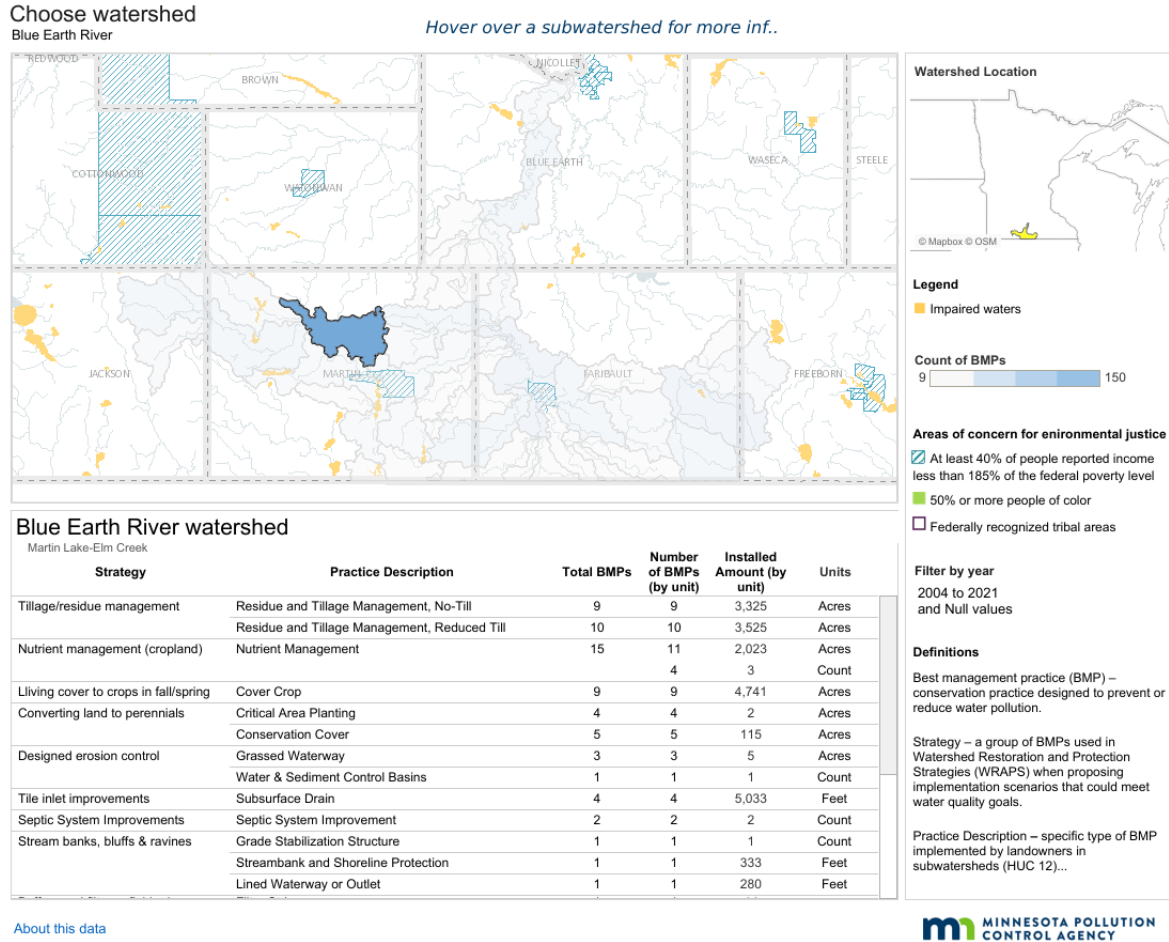 Choose watershed
Blue Earth River
Hover over a subwatershed for more inf..
REDWOOD
BROWN
NICOLLET
COTTONWOOD
WATONWAN
BLUE EARTH
WASECA
STEELE
JACKSON
MARTIN
FARIBAULT
FREEBORN
Watershed Location
© Mapbox © OSM
Legend
Impaired waters
Count of BMPs
9 150
Areas of concern for enironmental justice
At least 40% of people reported income
less than 185% of the federal poverty level
50% or more people of color
Federally recognized tribal areas
Filter by year
2004 to 2021
and Null values
Definitions
Best management practice (BMP) –
conservation practice designed to prevent or
reduce water pollution.
Strategy – a group of BMPs used in
Watershed Restoration and Protection
Strategies (WRAPS) when proposing
implementation scenarios that could meet
water quality goals.
Practice Description – specific type of BMP
implemented by landowners in
subwatersheds (HUC 12)...
Blue Earth River watershed
Martin Lake-Elm Creek
Strategy Practice Description Total BMPs Number of BMPs (by unit) Installed Amount (by unit) Units
Tillage/residue management Residue and Tillage Management, No-Till 9 9 3,325 Acres
Residue and Tillage Management, Reduced Till 10 10 3,525 Acres
Nutrient management (cropland) Nutrient Management 15 11 2,023 Acres
4 3 Count
Lliving cover to crops in fall/spring Cover Crop 9 9 4,741 Acres
Converting land to perennials Critical Area Planting 4 4 2 Acres
Conservation Cover 5 5 115 Acres
Designed erosion control Grassed Waterway 3 3 5 Acres
Water & Sediment Control Basins 1 1 1 Count
Tile inlet improvements Subsurface Drain 4 4 5,033 Feet
Septic System Improvements Septic System Improvement 2 2 2 Count
Stream banks, bluffs & ravines Grade Stabilization Structure 1 1 1 Count
Streambank and Shoreline Protection 1 1 333 Feet
Lined Waterway or Outlet 1 1 280 Feet
About this data
MINNESOTA POLLUTION
CONTROL AGENCY